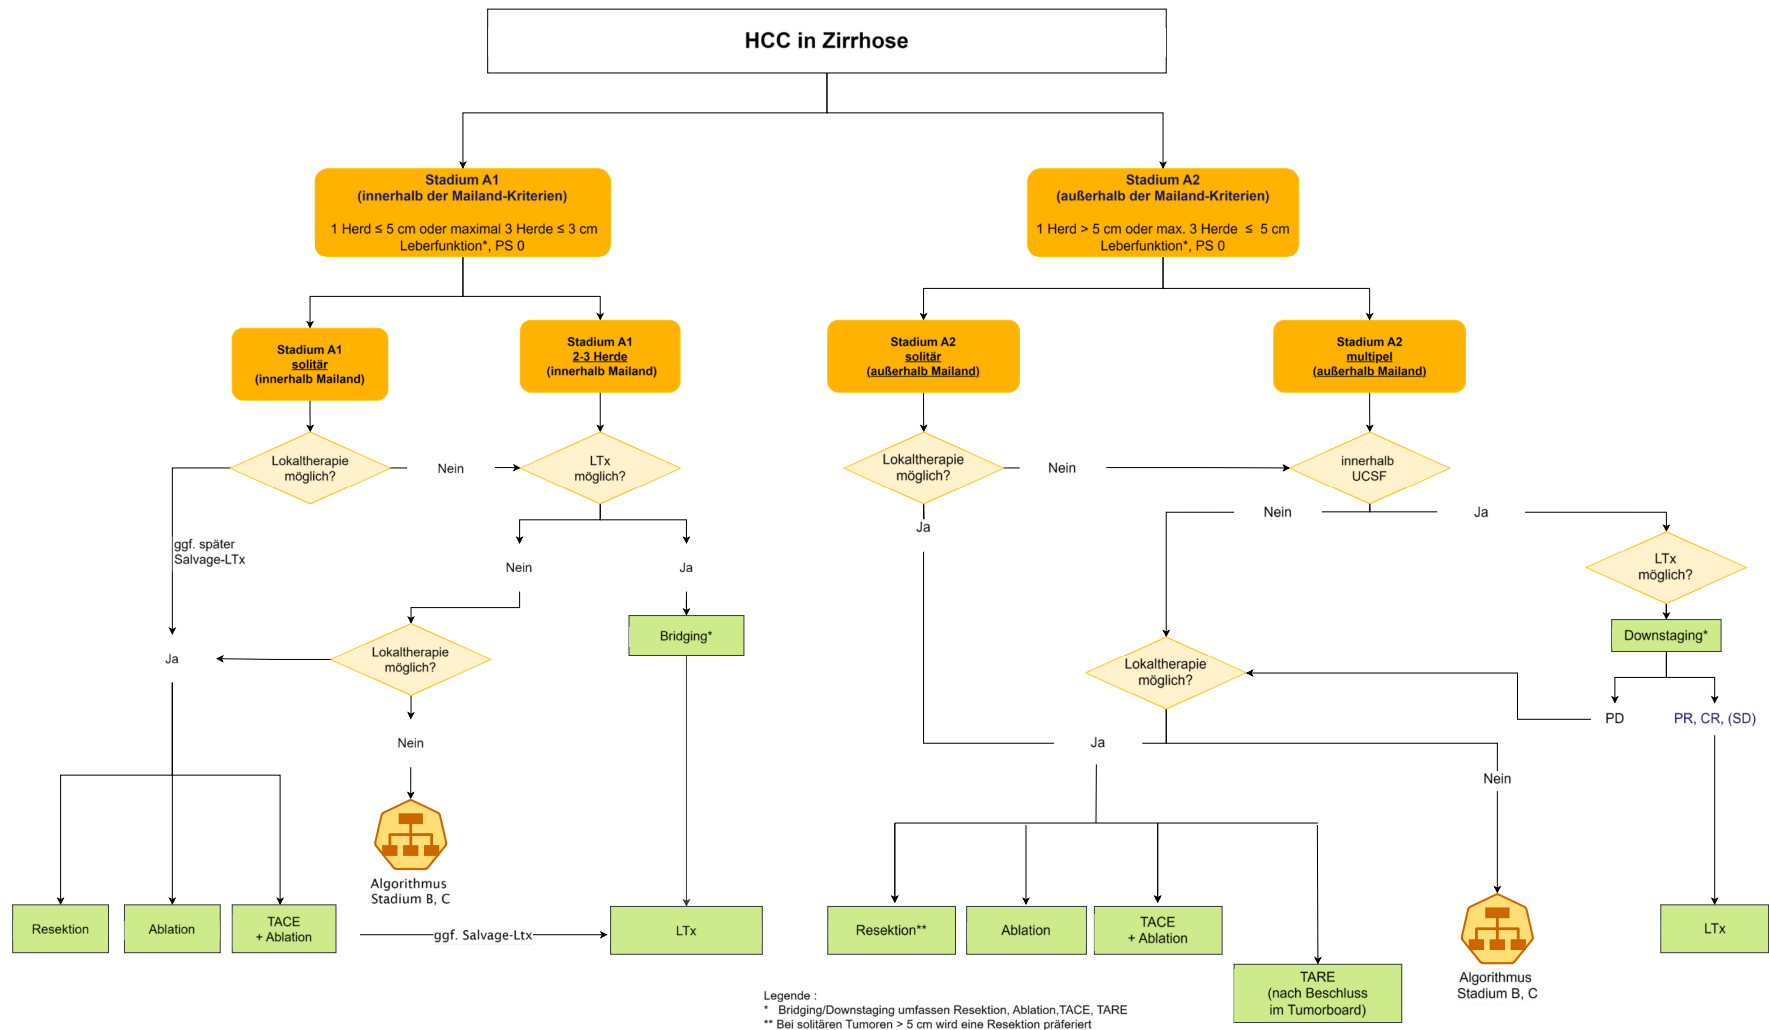 HCC in Zirrhose
Stadium A1
(innerhalb der Mailand-Kriterien)
1 Herd ≤ 5 cm oder maximal 3 Herde ≤ 3 cm
Leberfunktion*, PS 0
Stadium A2
(außerhalb der Mailand-Kriterien)
1 Herd > 5 cm oder max. 3 Herde ≤ 5 cm
Leberfunktion*, PS 0
Stadium A1
solitär
(innerhalb Mailand)
Stadium A1
2-3 Herde
(innerhalb Mailand)
Stadium A2
solitär
(außerhalb Mailand)
Stadium A2
multipel
(außerhalb Mailand)
Lokaltherapie
möglich?
Nein
LTx
möglich?
Lokaltherapie
möglich?
Nein
innerhalb
UCSF
Ja
Nein
Ja
ggf. später
Salvage-LTx
Nein
Ja
LTx
möglich?
Bridging*
Downstaging*
Ja
Lokaltherapie
möglich?
Lokaltherapie
möglich?
PD
PR, CR, (SD)
Nein
Ja
Nein
Algorithmus
Stadium B, C
Resektion
Ablation
TACE
+ Ablation
ggf. Salvage-Ltx
LTx
Resektion**
Ablation
TACE
+ Ablation
TARE
(nach Beschluss
im Tumorboard)
Algorithmus
Stadium B, C
LTx
Legende :
* Bridging/Downstaging umfassen Resektion, Ablation,TACE, TARE
** Bei solitären Tumoren > 5 cm wird eine Resektion präferiert